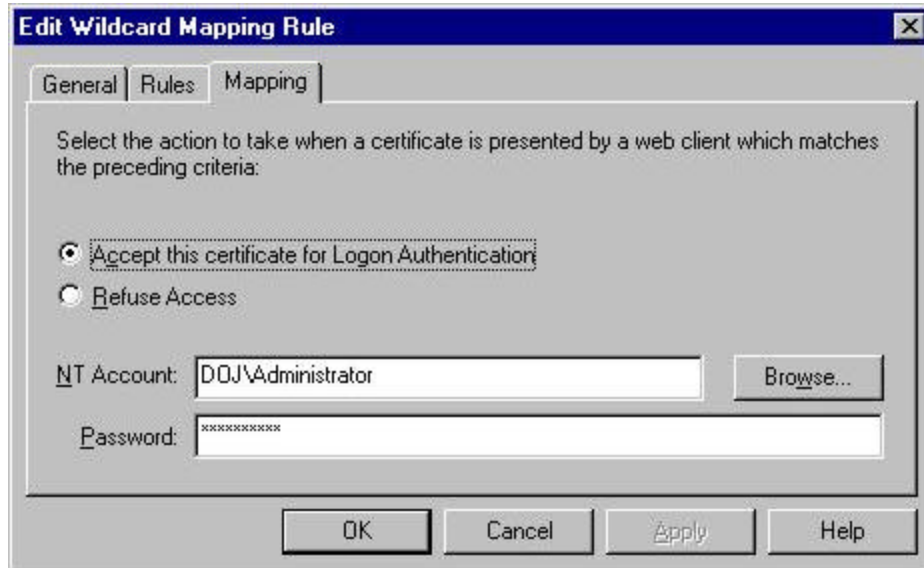 Edit Wildcard Mapping Rule
General Rules Mapping
Select the action to take when a certificate is presented by a web client which matches
the preceding criteria:
Accept this certificate for Logon Authentication
Refuse Access
NT Account: DOJ\Administrator Browse...
Password: **********
OK Cancel Apply Help